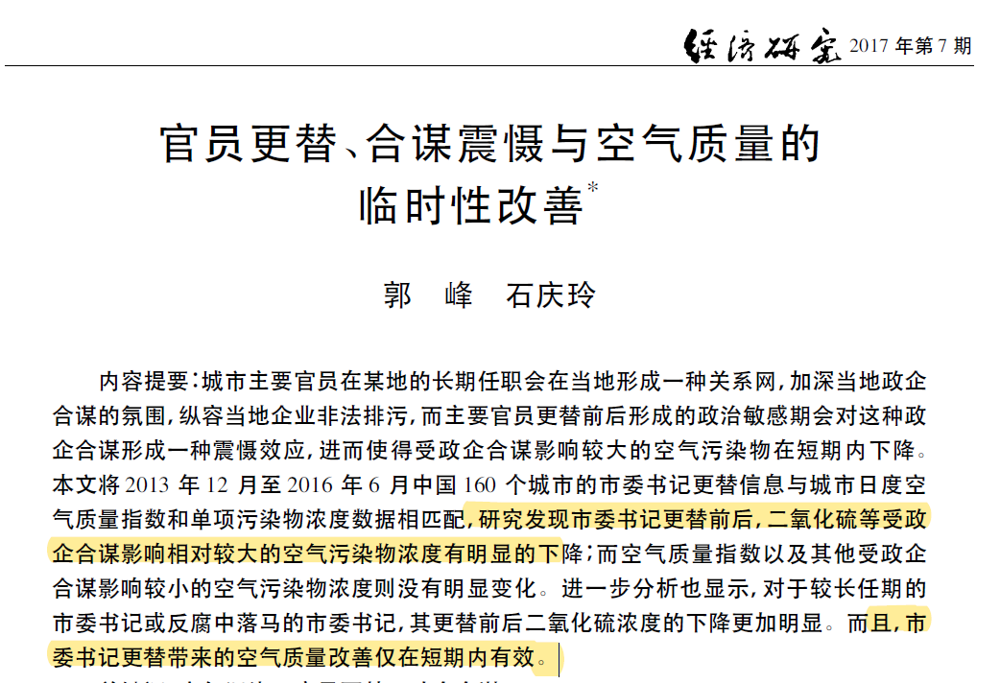 經濟研究 2017 年第 7 期
官员更替、合谋震慑与空气质量的
临时性改善*
郭 峰 石庆玲
内容提要:城市主要官员在某地的长期任职会在当地形成一种关系网,加深当地政企
合谋的氛围,纵容当地企业非法排污,而主要官员更替前后形成的政治敏感期会对这种政
企合谋形成一种震慑效应,进而使得受政企合谋影响较大的空气污染物在短期内下降。
本文将 2013 年 12 月至 2016 年 6 月中国 160 个城市的市委书记更替信息与城市日度空
气质量指数和单项污染物浓度数据相匹配,研究发现市委书记更替前后,二氧化硫等受政
企合谋影响相对较大的空气污染物浓度有明显的下降;而空气质量指数以及其他受政企
合谋影响较小的空气污染物浓度则没有明显变化。进一步分析也显示,对于较长任期的
市委书记或反腐中落马的市委书记,其更替前后二氧化硫浓度的下降更加明显。而且,市
委书记更替带来的空气质量改善仅在短期内有效。